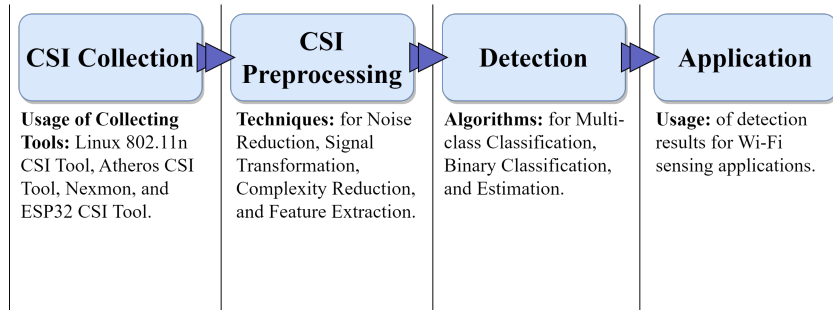 CSI Collection
CSI
Preprocessing
Detection
Application
Usage of Collecting
Tools: Linux 802.11n
CSI Tool, Atheros CSI
Tool, Nexmon, and
ESP32 CSI Tool.
Techniques: for Noise
Reduction, Signal
Transformation,
Complexity Reduction,
and Feature Extraction.
Algorithms: for Multi-
class Classification,
Binary Classification,
and Estimation.
Usage: of detection
results for Wi-Fi
sensing applications.